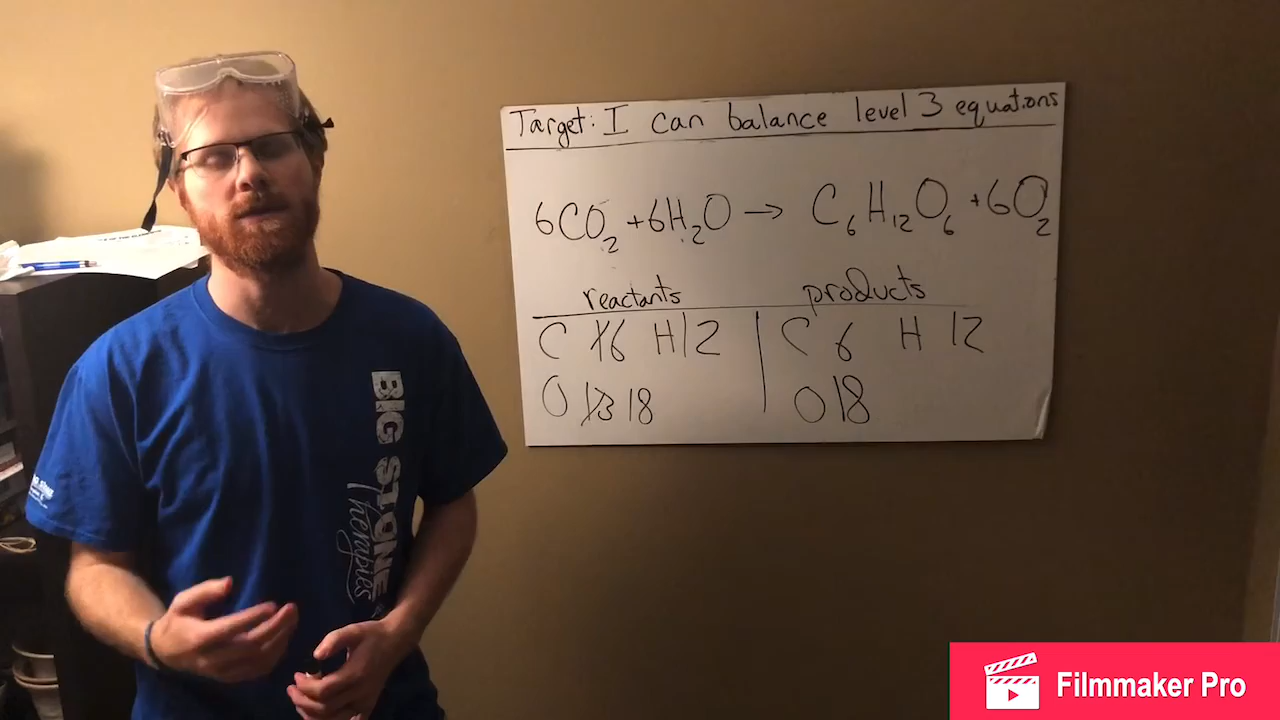 Target: I can balance level 3 equations
6CO2 + 6H2O → C6H12O6 + 6O2
reactants products
C 1 6 H 12 C 6 H 12
O 13 18 O 18
BIG STONE
Therapies
Filmmaker Pro